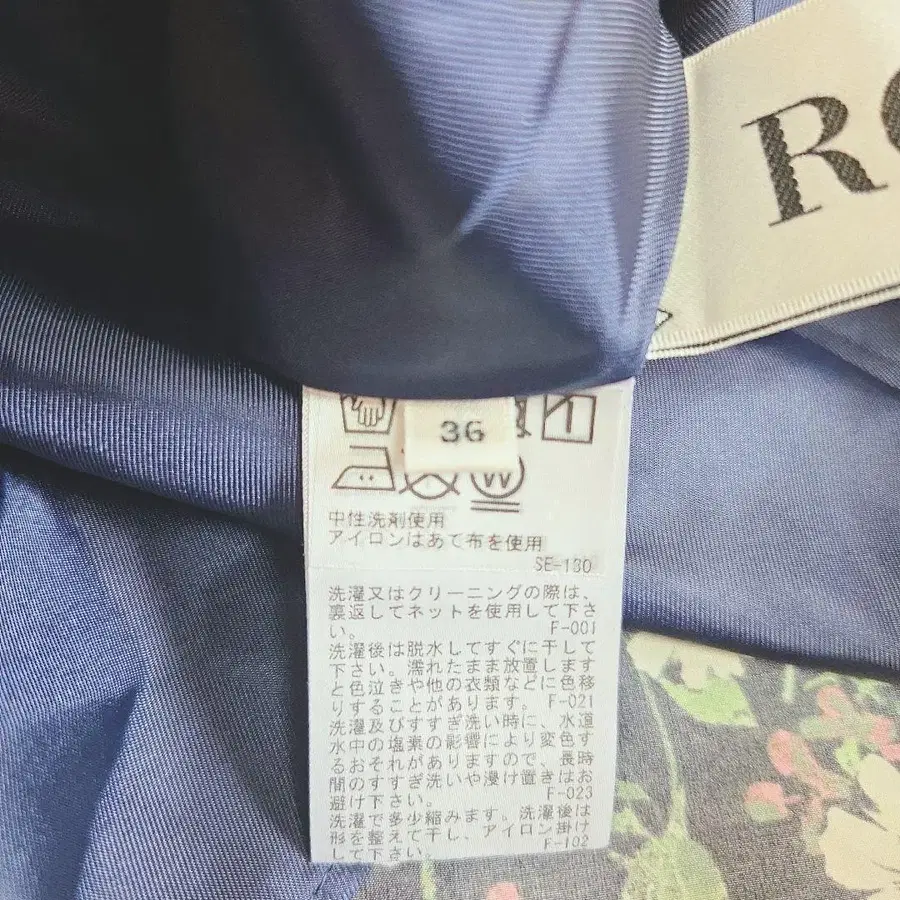 36
W
中性洗剤使用
アイロンはあて布を使用
SE-130
洗濯又はクリーニングの際は、
裏返してネットを使用して下さ
い。 F-001
洗濯後は脱水してすぐに干して
下さい。濡れたまま放置します
と色泣きや他の衣類などに色移
りすることがあります。 F-021
洗濯及びすすぎ洗い時に、水道
水中の塩素の影響により変色す
るおそれがありますので、長時
間のすすぎ洗いや浸け置きはお
避け下さい。 F-023
洗濯で多少縮みます。洗濯後は
形を整えて干し、アイロン掛け
して下さい。 F-102